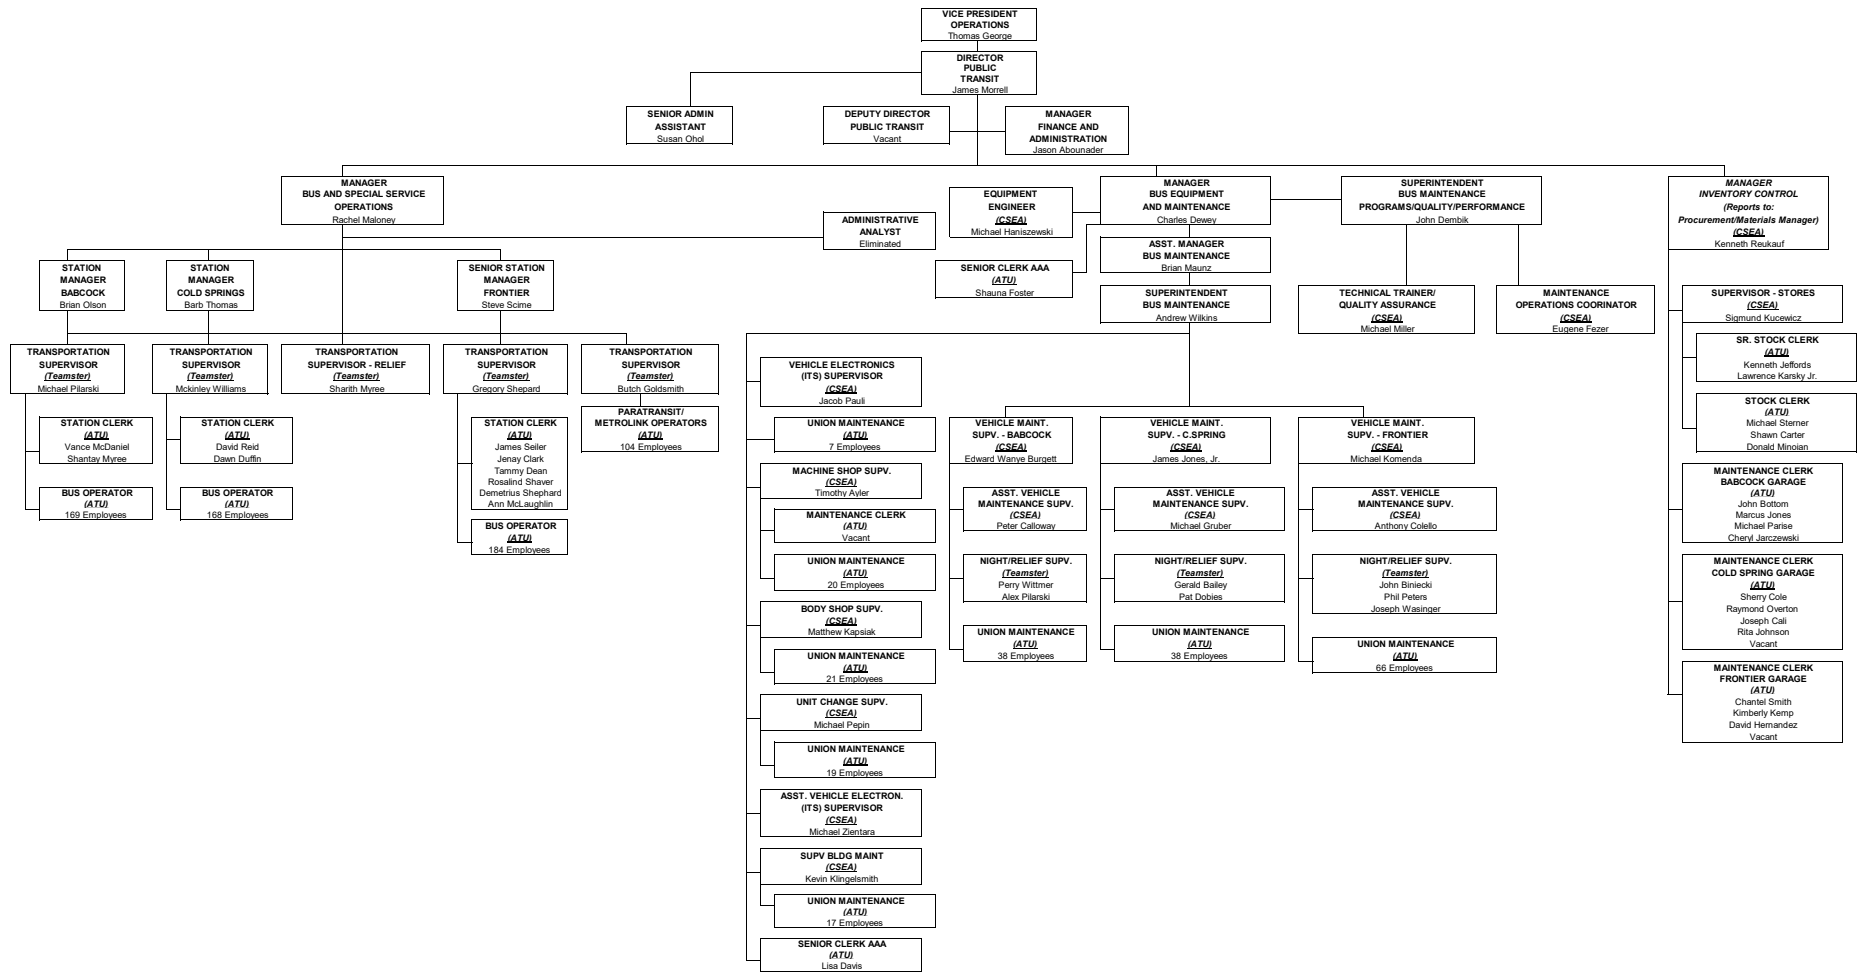 VICE PRESIDENT
OPERATIONS
Thomas George
DIRECTOR
PUBLIC
TRANSIT
James Morrell
SENIOR ADMIN
ASSISTANT
Susan Ohol
DEPUTY DIRECTOR
PUBLIC TRANSIT
Vacant
MANAGER
FINANCE AND
ADMINISTRATION
Jason Abounader
MANAGER
BUS AND SPECIAL SERVICE
OPERATIONS
Rachel Maloney
ADMINISTRATIVE
ANALYST
Eliminated
STATION
MANAGER
BABCOCK
Brian Olson
STATION
MANAGER
COLD SPRINGS
Barb Thomas
SENIOR STATION
MANAGER
FRONTIER
Steve Scime
TRANSPORTATION
SUPERVISOR
(Teamster)
Michael Pilarski
TRANSPORTATION
SUPERVISOR
(Teamster)
Mckinley Williams
TRANSPORTATION
SUPERVISOR - RELIEF
(Teamster)
Sharith Myree
TRANSPORTATION
SUPERVISOR
(Teamster)
Gregory Shepard
TRANSPORTATION
SUPERVISOR
(Teamster)
Butch Goldsmith
STATION CLERK
(ATU)
Vance McDaniel
Shantay Myree
BUS OPERATOR
(ATU)
169 Employees
STATION CLERK
(ATU)
David Reid
Dawn Duffin
BUS OPERATOR
(ATU)
168 Employees
STATION CLERK
(ATU)
James Seiler
Jenay Clark
Tammy Dean
Rosalind Shaver
Demetrius Shephard
Ann McLaughlin
BUS OPERATOR
(ATU)
184 Employees
PARATRANSIT/
METROLINK OPERATORS
(ATU)
104 Employees
EQUIPMENT
ENGINEER
(CSEA)
Michael Haniszewski
MANAGER
BUS EQUIPMENT
AND MAINTENANCE
Charles Dewey
SUPERINTENDENT
BUS MAINTENANCE
PROGRAMS/QUALITY/PERFORMANCE
John Dembik
SENIOR CLERK AAA
(ATU)
Shauna Foster
ASST. MANAGER
BUS MAINTENANCE
Brian Maunz
SUPERINTENDENT
BUS MAINTENANCE
Andrew Wilkins
TECHNICAL TRAINER/
QUALITY ASSURANCE
(CSEA)
Michael Miller
MAINTENANCE
OPERATIONS COORINATOR
(CSEA)
Eugene Fezer
VEHICLE ELECTRONICS
(ITS) SUPERVISOR
(CSEA)
Jacob Pauli
UNION MAINTENANCE
(ATU)
7 Employees
MACHINE SHOP SUPV.
(CSEA)
Timothy Ayler
MAINTENANCE CLERK
(ATU)
Vacant
UNION MAINTENANCE
(ATU)
20 Employees
BODY SHOP SUPV.
(CSEA)
Matthew Kapsiak
UNION MAINTENANCE
(ATU)
21 Employees
UNIT CHANGE SUPV.
(CSEA)
Michael Pepin
UNION MAINTENANCE
(ATU)
19 Employees
ASST. VEHICLE ELECTRON.
(ITS) SUPERVISOR
(CSEA)
Michael Zientara
SUPV BLDG MAINT
(CSEA)
Kevin Klingelsmith
UNION MAINTENANCE
(ATU)
17 Employees
SENIOR CLERK AAA
(ATU)
Lisa Davis
VEHICLE MAINT.
SUPV. - BABCOCK
(CSEA)
Edward Wanye Burgett
ASST. VEHICLE
MAINTENANCE SUPV.
(CSEA)
Peter Calloway
NIGHT/RELIEF SUPV.
(Teamster)
Perry Wittmer
Alex Pilarski
UNION MAINTENANCE
(ATU)
38 Employees
VEHICLE MAINT.
SUPV. - C.SPRING
(CSEA)
James Jones, Jr.
ASST. VEHICLE
MAINTENANCE SUPV.
(CSEA)
Michael Gruber
NIGHT/RELIEF SUPV.
(Teamster)
Gerald Bailey
Pat Dobies
UNION MAINTENANCE
(ATU)
38 Employees
VEHICLE MAINT.
SUPV. - FRONTIER
(CSEA)
Michael Komenda
ASST. VEHICLE
MAINTENANCE SUPV.
(CSEA)
Anthony Colello
NIGHT/RELIEF SUPV.
(Teamster)
John Biniecki
Phil Peters
Joseph Wasinger
UNION MAINTENANCE
(ATU)
66 Employees
MANAGER
INVENTORY CONTROL
(Reports to:
Procurement/Materials Manager)
(CSEA)
Kenneth Reukauf
SUPERVISOR - STORES
(CSEA)
Sigmund Kucewicz
SR. STOCK CLERK
(ATU)
Kenneth Jeffords
Lawrence Karsky Jr.
STOCK CLERK
(ATU)
Michael Sterner
Shawn Carter
Donald Minoian
MAINTENANCE CLERK
BABCOCK GARAGE
(ATU)
John Bottom
Marcus Jones
Michael Parise
Cheryl Jarczewski
MAINTENANCE CLERK
COLD SPRING GARAGE
(ATU)
Sherry Cole
Raymond Overton
Joseph Cali
Rita Johnson
Vacant
MAINTENANCE CLERK
FRONTIER GARAGE
(ATU)
Chantel Smith
Kimberly Kemp
David Hernandez
Vacant